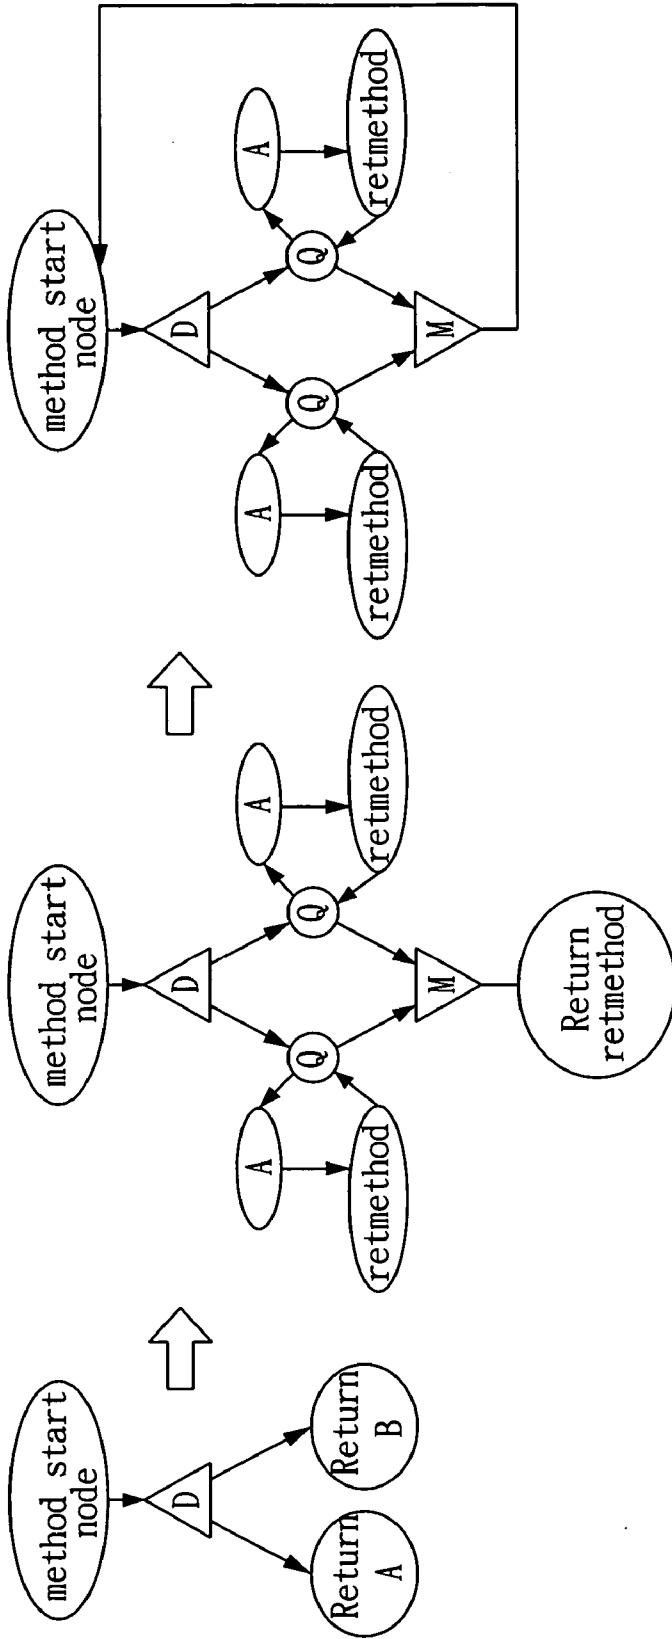 method start
node
D
Return
A
Return
B
method start
node
D
Q
Q
A
A
retmethod
retmethod
M
Return
retmethod
method start
node
D
Q
Q
A
A
retmethod
retmethod
M